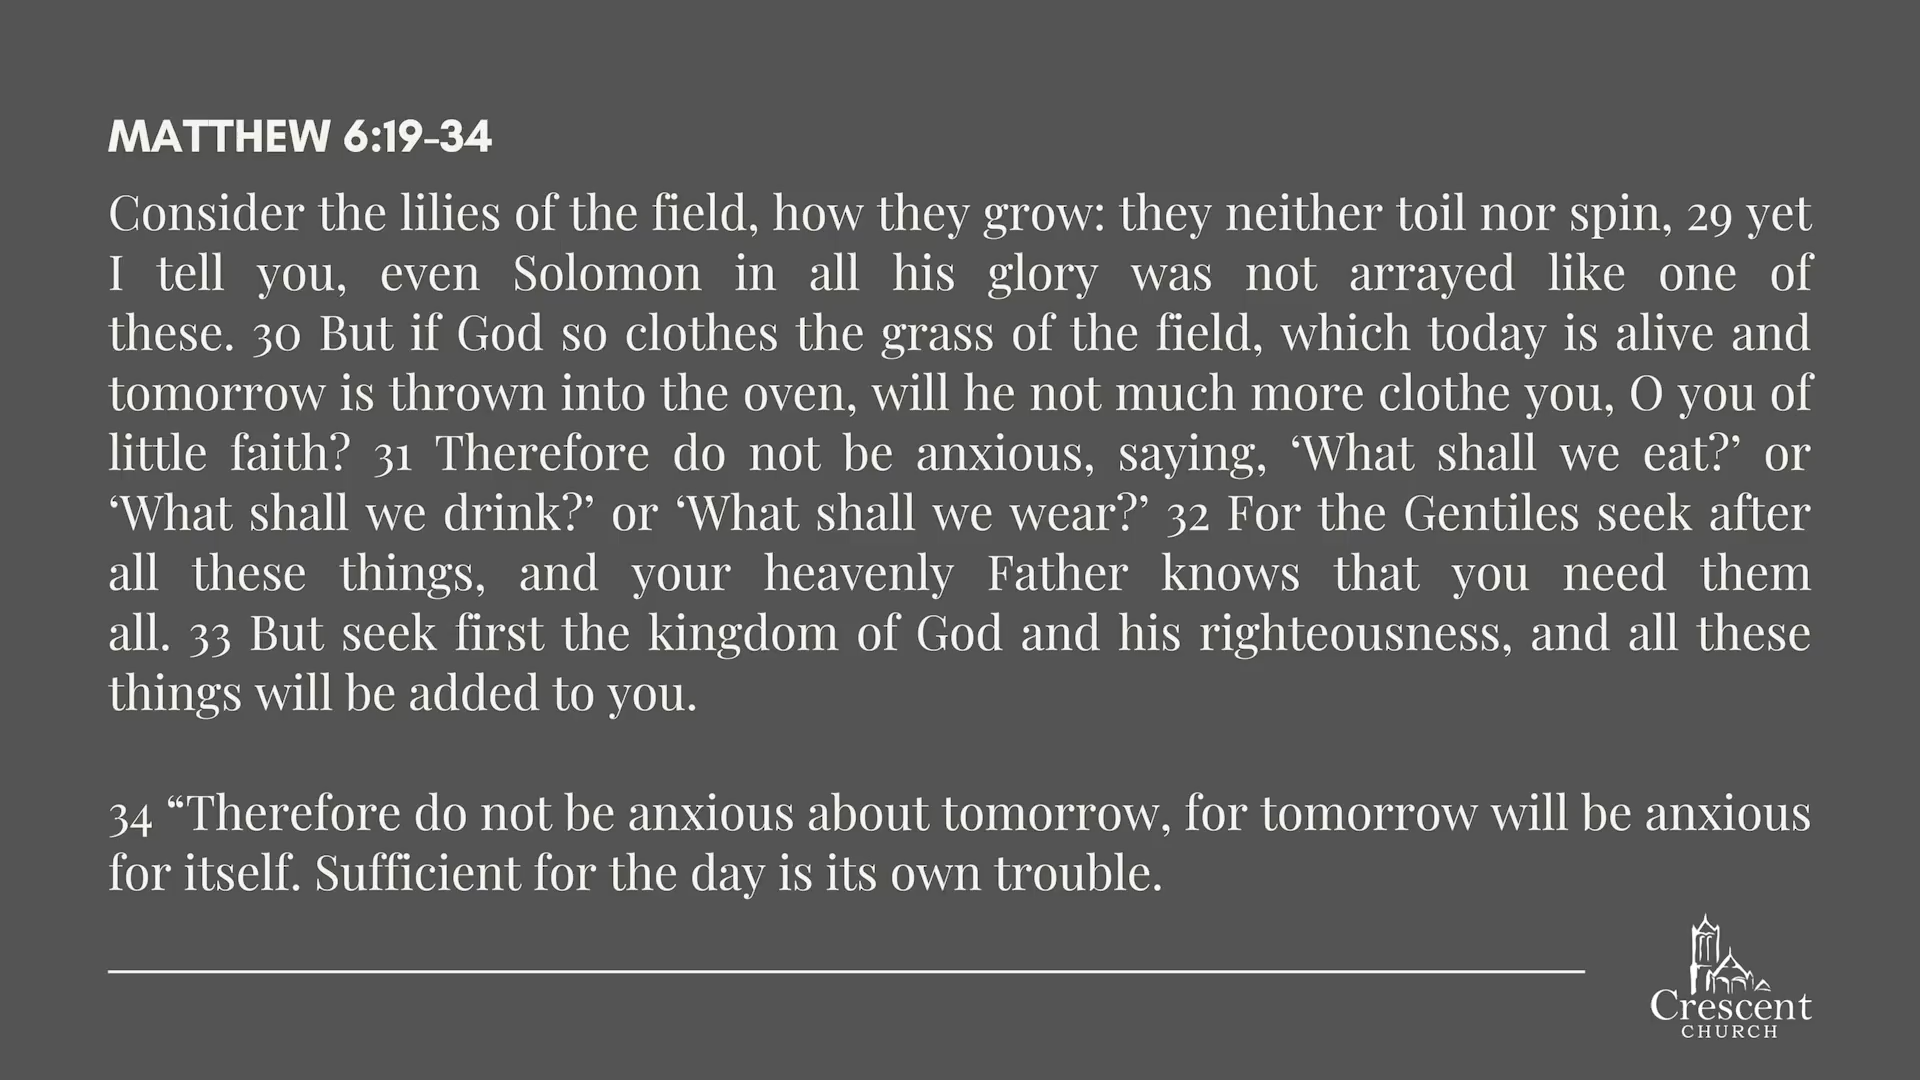 MATTHEW 6:19-34
Consider the lilies of the field, how they grow: they neither toil nor spin, 29 yet
I tell you, even Solomon in all his glory was not arrayed like one of
these. 30 But if God so clothes the grass of the field, which today is alive and
tomorrow is thrown into the oven, will he not much more clothe you, O you of
little faith? 31 Therefore do not be anxious, saying, ‘What shall we eat?’ or
‘What shall we drink?’ or ‘What shall we wear?’ 32 For the Gentiles seek after
all these things, and your heavenly Father knows that you need them
all. 33 But seek first the kingdom of God and his righteousness, and all these
things will be added to you.
34 “Therefore do not be anxious about tomorrow, for tomorrow will be anxious
for itself. Sufficient for the day is its own trouble.
Crescent
CHURCH